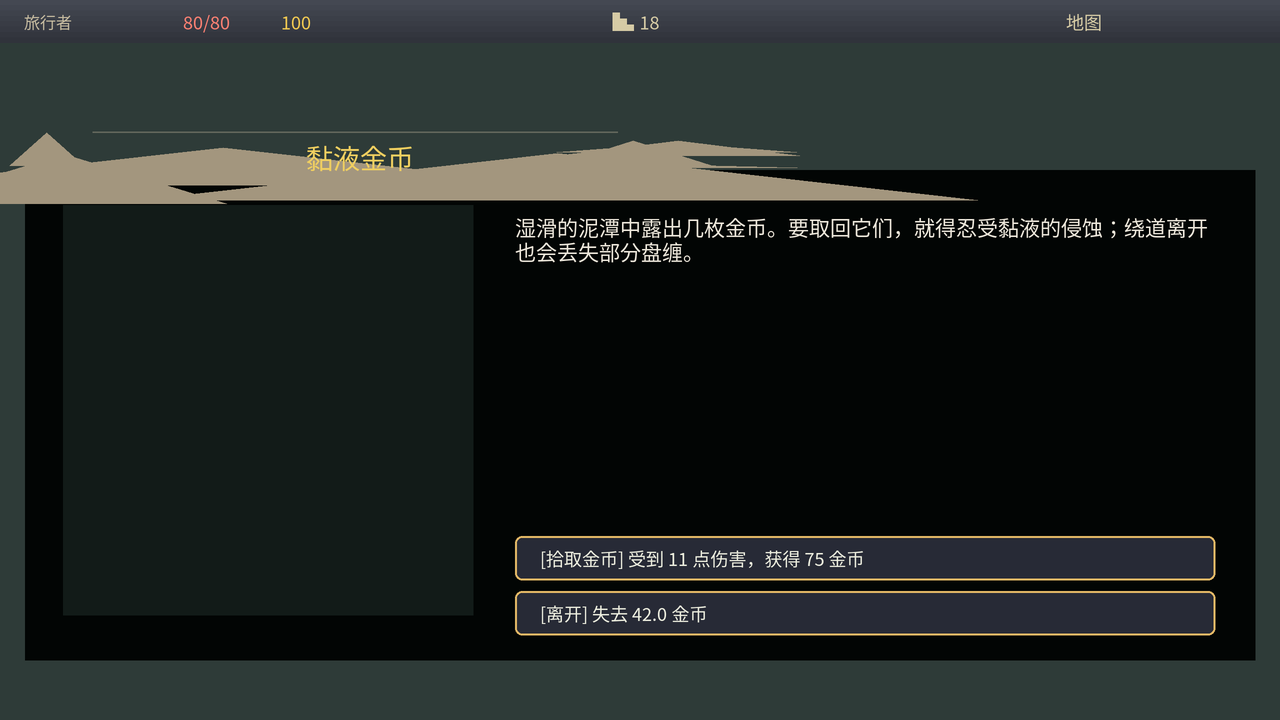 旅行者
80/80
100
18
地图
黏液金币
湿滑的泥潭中露出几枚金币。要取回它们，就得忍受黏液的侵蚀；绕道离开
也会丢失部分盘缠。
[拾取金币] 受到 11 点伤害，获得 75 金币
[离开] 失去 42.0 金币